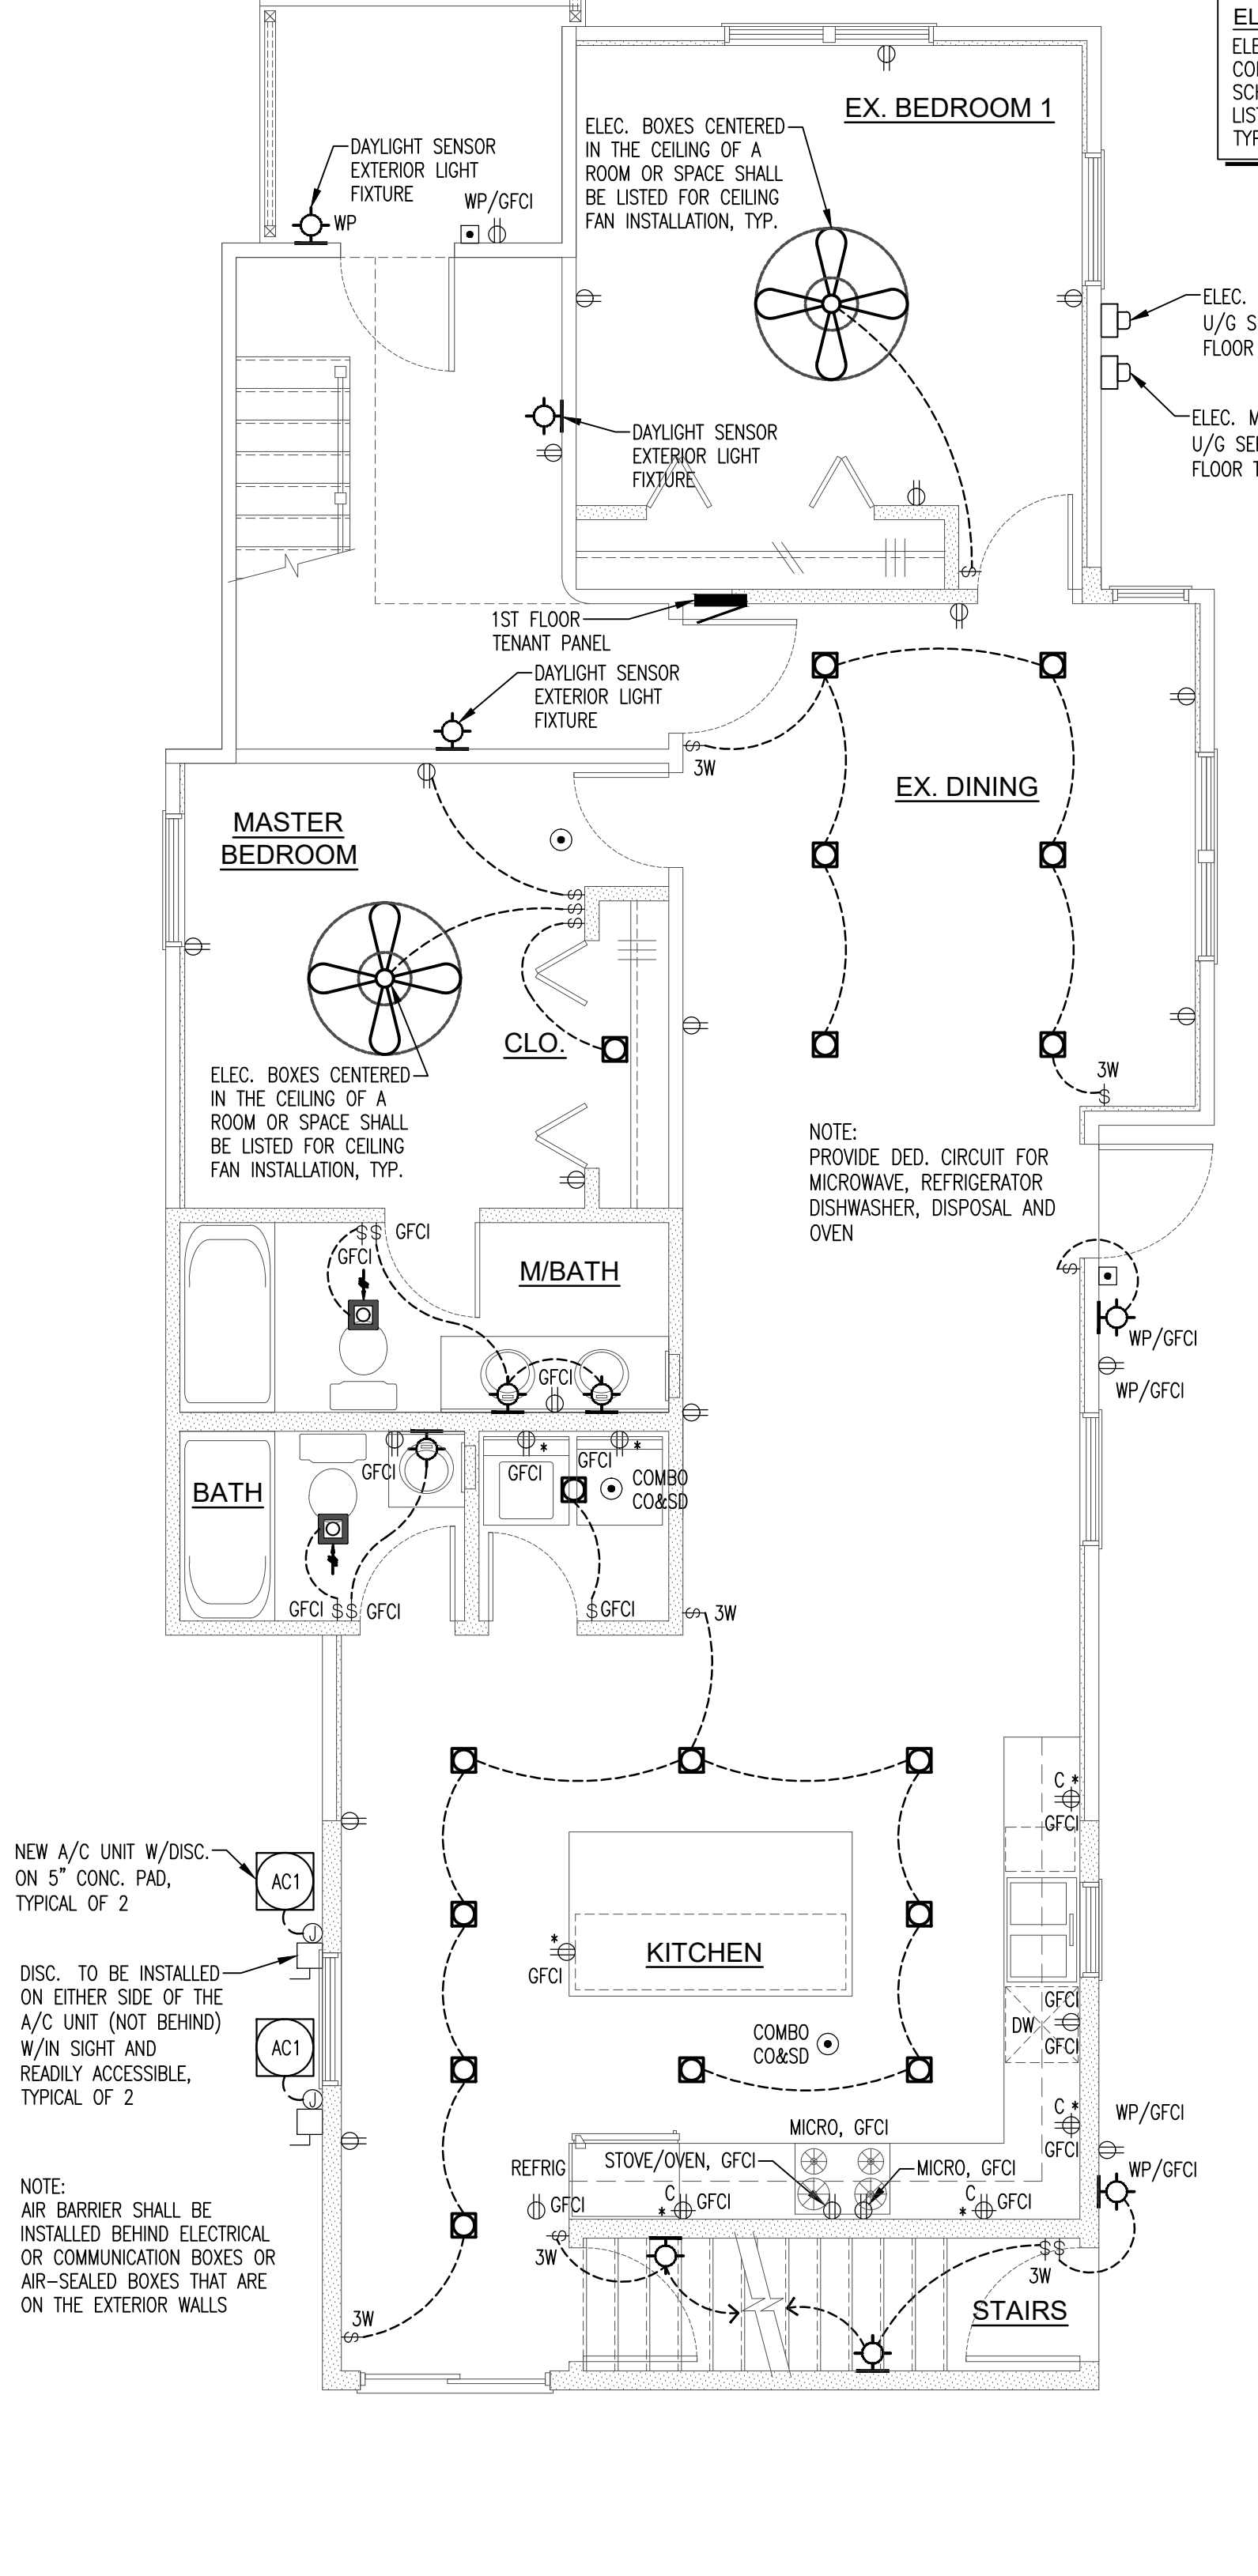 EL
ELE
CO
SCH
LIST
TYP
EX. BEDROOM 1
ELEC. BOXES CENTERED
IN THE CEILING OF A
ROOM OR SPACE SHALL
BE LISTED FOR CEILING
FAN INSTALLATION, TYP.
DAYLIGHT SENSOR
EXTERIOR LIGHT
FIXTURE
WP
WP/GFCI
ELEC.
U/G S
FLOOR
ELEC. M
U/G SE
FLOOR T
DAYLIGHT SENSOR
EXTERIOR LIGHT
FIXTURE
$
1ST FLOOR
TENANT PANEL
DAYLIGHT SENSOR
EXTERIOR LIGHT
FIXTURE
$
3W
EX. DINING
MASTER
BEDROOM
$
$
$
CLO.
ELEC. BOXES CENTERED
IN THE CEILING OF A
ROOM OR SPACE SHALL
BE LISTED FOR CEILING
FAN INSTALLATION, TYP.
3W
$
NOTE:
PROVIDE DED. CIRCUIT FOR
MICROWAVE, REFRIGERATOR
DISHWASHER, DISPOSAL AND
OVEN
$$ GFCI
GFCI
M/BATH
$
WP/GFCI
WP/GFCI
GFCI
BATH
GFCI
GFCI *
GFCI *
COMBO
CO&SD
GFCI $$ GFCI
$GFCI
$ 3W
C *
GFCI
NEW A/C UNIT W/DISC.
ON 5" CONC. PAD,
TYPICAL OF 2
AC1
J
*
GFCI
KITCHEN
DISC. TO BE INSTALLED
ON EITHER SIDE OF THE
A/C UNIT (NOT BEHIND)
W/IN SIGHT AND
READILY ACCESSIBLE,
TYPICAL OF 2
AC1
J
GFCI
DW
GFCI
COMBO
CO&SD
C *
GFCI
WP/GFCI
WP/GFCI
MICRO, GFCI
STOVE/OVEN, GFCI
MICRO, GFCI
REFRIG
GFCI
C
* GFCI
C
* GFCI
NOTE:
AIR BARRIER SHALL BE
INSTALLED BEHIND ELECTRICAL
OR COMMUNICATION BOXES OR
AIR-SEALED BOXES THAT ARE
ON THE EXTERIOR WALLS
$
3W
$$
3W
STAIRS
3W
$